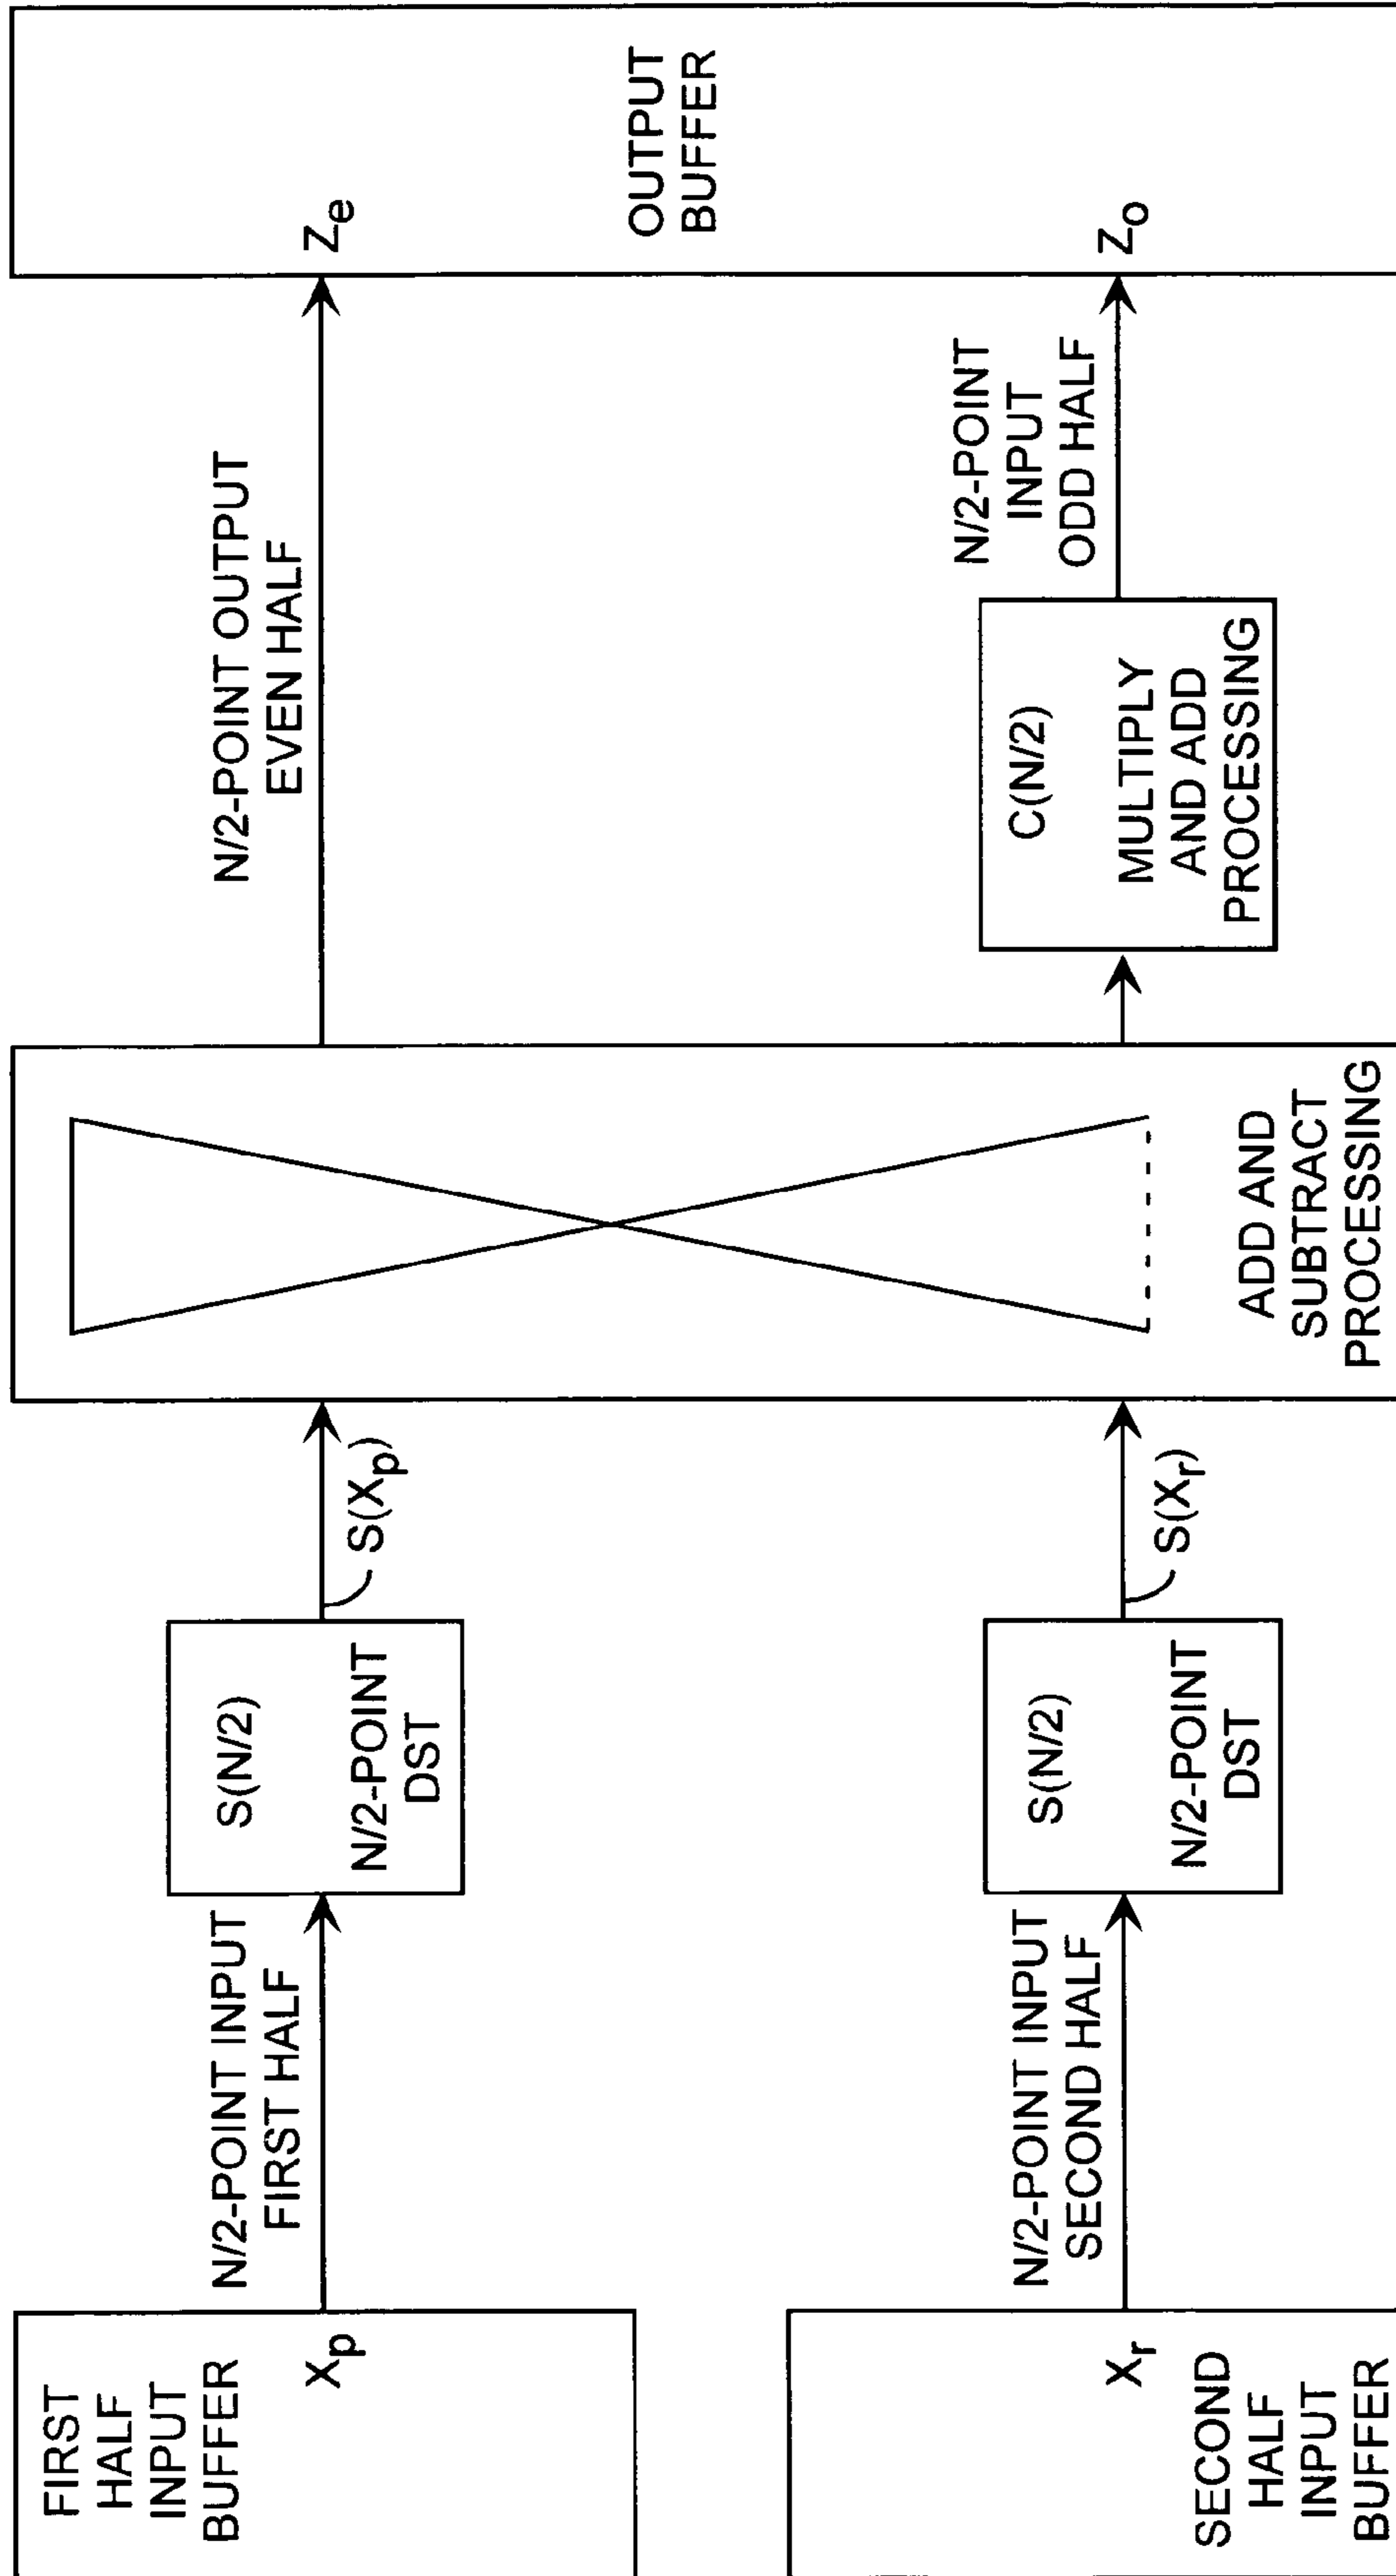 FIRST
HALF
INPUT
BUFFER
Xp
N/2-POINT INPUT
FIRST HALF
S(N/2)
N/2-POINT
DST
S(Xp)
SECOND
HALF
INPUT
BUFFER
Xr
N/2-POINT INPUT
SECOND HALF
S(N/2)
N/2-POINT
DST
S(Xr)
ADD AND
SUBTRACT
PROCESSING
N/2-POINT OUTPUT
EVEN HALF
C(N/2)
MULTIPLY
AND ADD
PROCESSING
N/2-POINT
INPUT
ODD HALF
Ze
Zo
OUTPUT
BUFFER